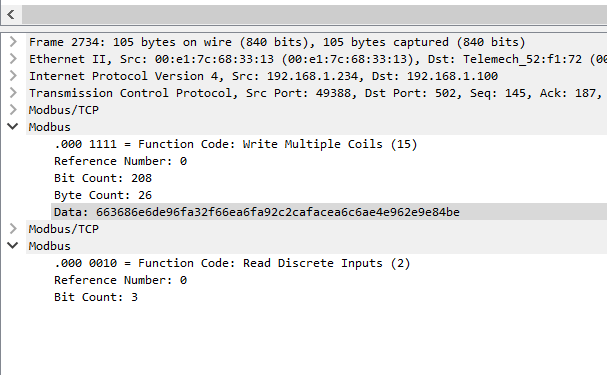 Frame 2734: 105 bytes on wire (840 bits), 105 bytes captured (840 bits)
Ethernet II, Src: 00:e1:7c:68:33:13 (00:e1:7c:68:33:13), Dst: Telemech_52:f1:72 (00
Internet Protocol Version 4, Src: 192.168.1.234, Dst: 192.168.1.100
Transmission Control Protocol, Src Port: 49388, Dst Port: 502, Seq: 145, Ack: 187,
Modbus/TCP
Modbus
.000 1111 = Function Code: Write Multiple Coils (15)
Reference Number: 0
Bit Count: 208
Byte Count: 26
Data: 663686e6de96fa32f66ea6fa92c2cafacea6c6ae4e962e9e84be
Modbus/TCP
Modbus
.000 0010 = Function Code: Read Discrete Inputs (2)
Reference Number: 0
Bit Count: 3